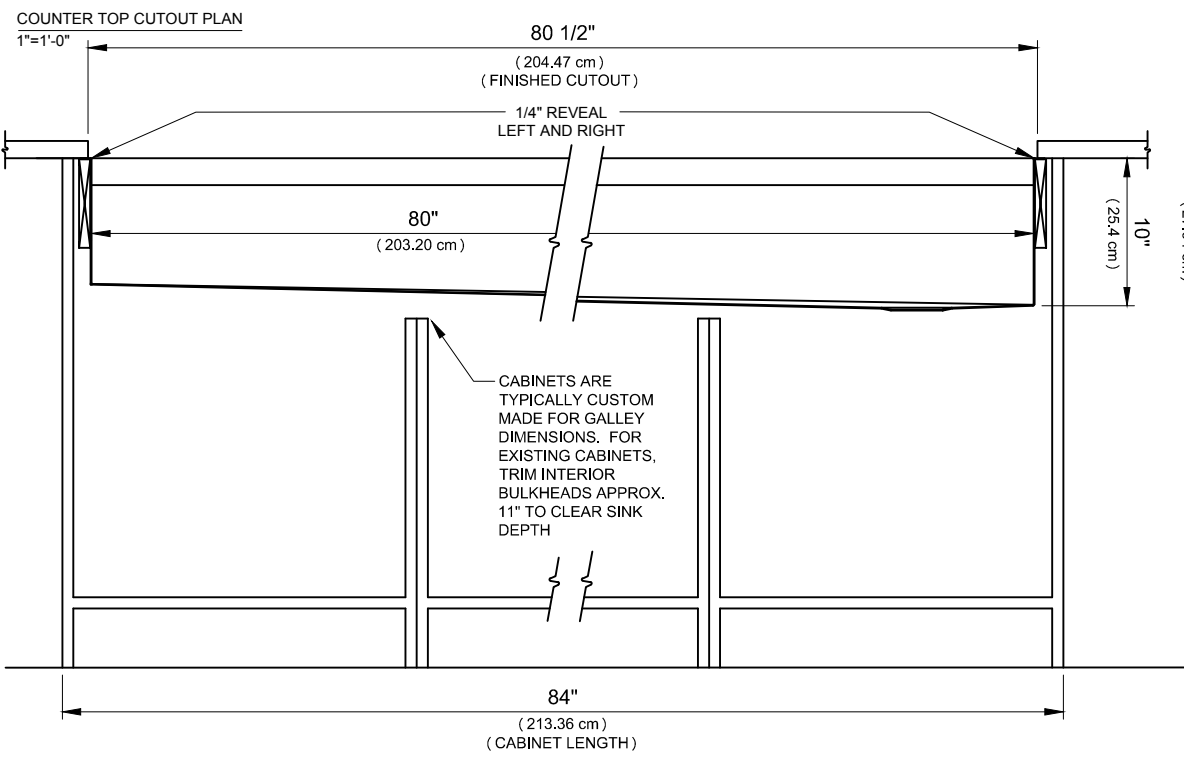 COUNTER TOP CUTOUT PLAN
1"=1'-0"
80 1/2"
( 204.47 cm )
( FINISHED CUTOUT )
1/4" REVEAL
LEFT AND RIGHT
80"
( 203.20 cm )
10"
( 25.4 cm )
CABINETS ARE
TYPICALLY CUSTOM
MADE FOR GALLEY
DIMENSIONS. FOR
EXISTING CABINETS,
TRIM INTERIOR
BULKHEADS APPROX.
11" TO CLEAR SINK
DEPTH
84"
( 213.36 cm )
( CABINET LENGTH )